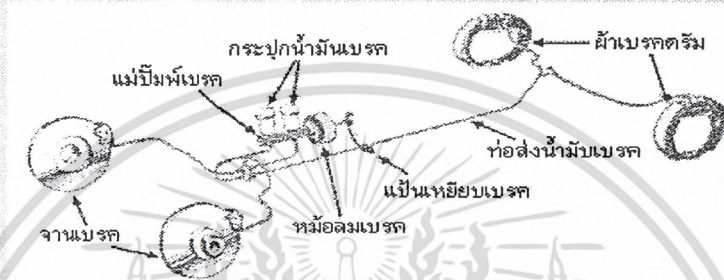 กระปุกน้ำมันเบรค
ผ้าเบรคดรัม
แม่ปั๊มพ์เบรค
ท่อส่งน้ำมับเบรค
แป้นเหยียบเบรค
จานเบรค
หม้อลมเบรค